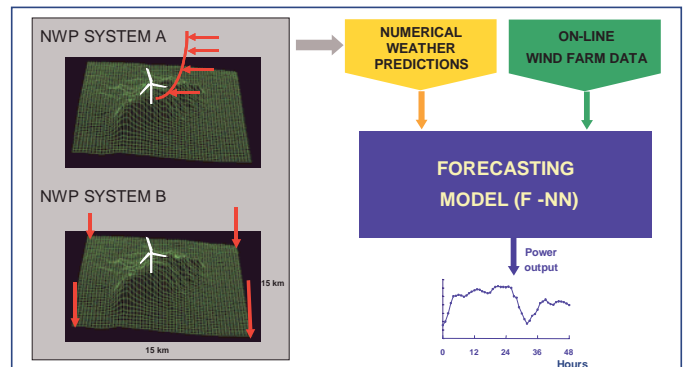 NWP SYSTEM A
NWP SYSTEM B
15 km
15 km
NUMERICAL
WEATHER
PREDICTIONS
ON-LINE
WIND FARM DATA
FORECASTING
MODEL (F -NN)
Power
output
0 12 24 36 48
Hours